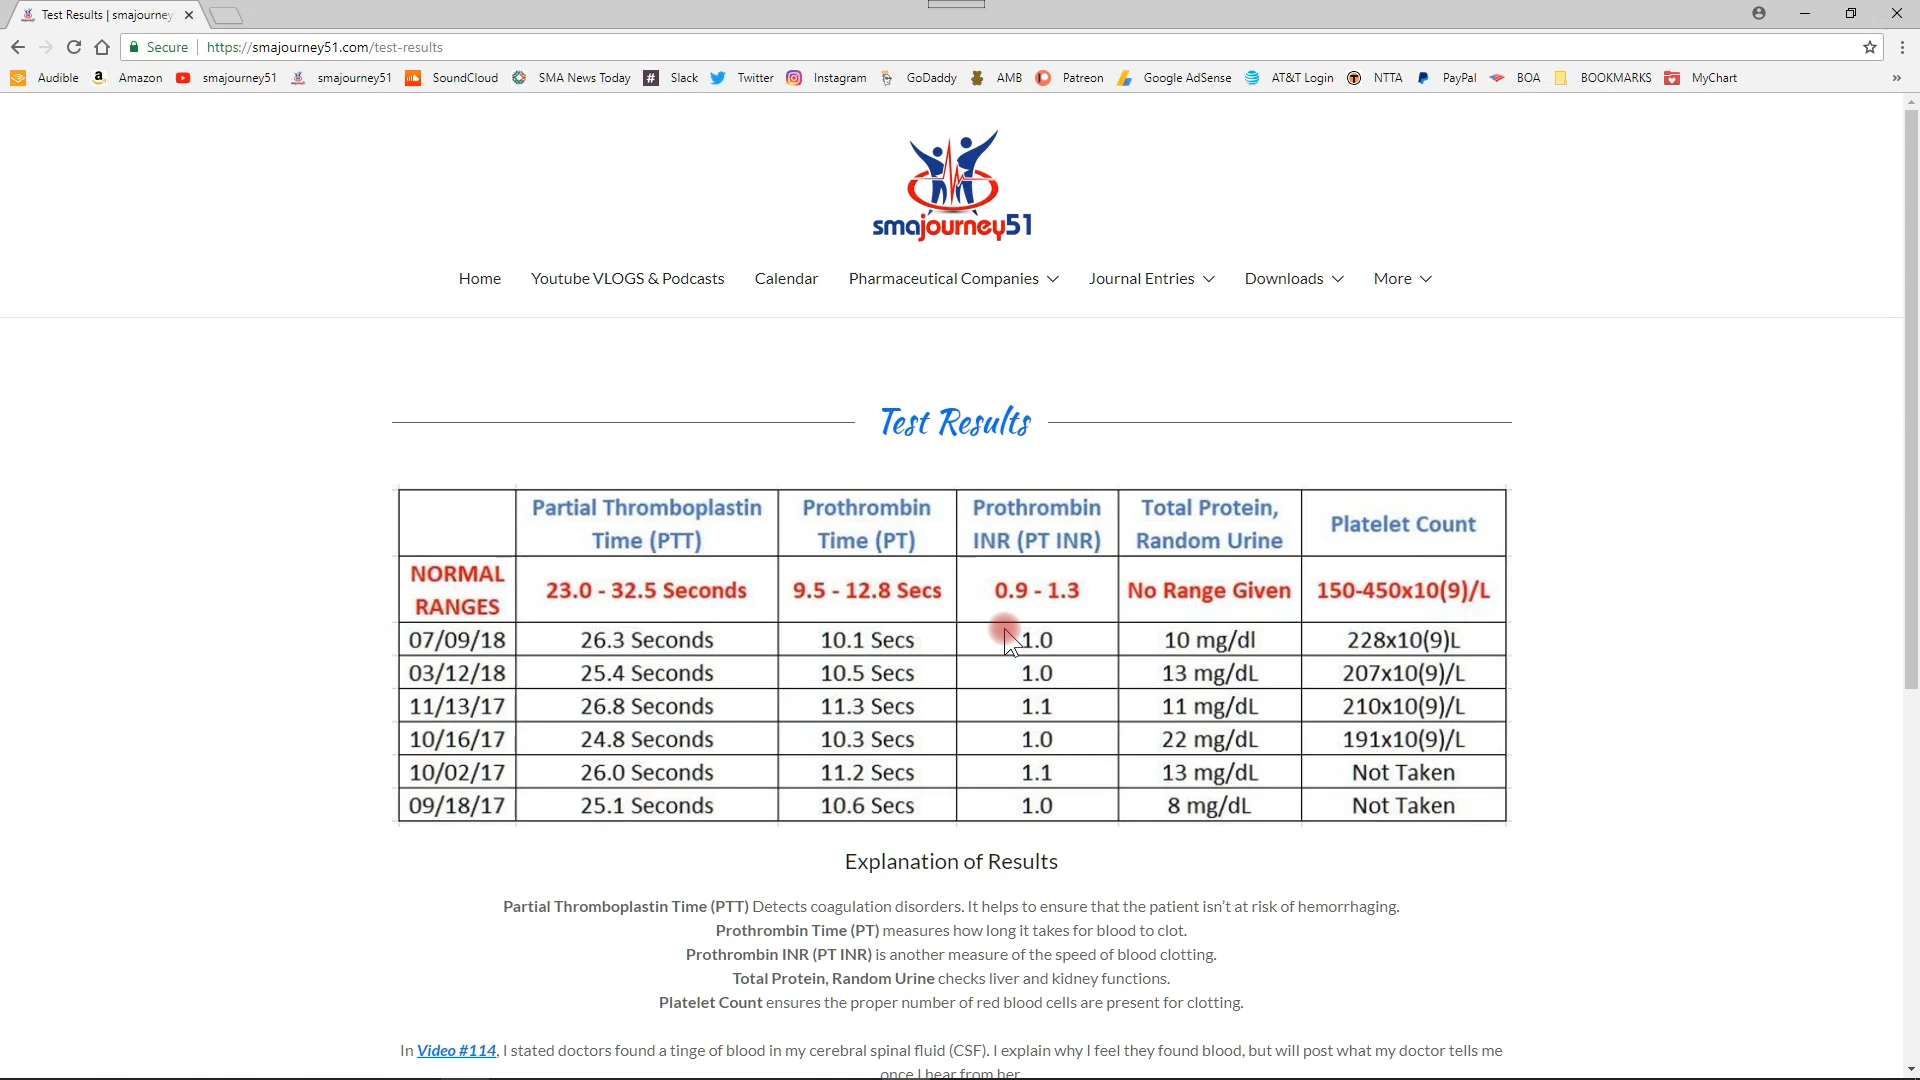 Test Results | smajourney
Secure https://smajourney51.com/test-results
Audible Amazon smajourney51 smajourney51 SoundCloud SMA News Today Slack Twitter Instagram GoDaddy AMB Patreon Google AdSense AT&T Login NTTA PayPal BOA BOOKMARKS MyChart »
smajourney51
Home Youtube VLOGS & Podcasts Calendar Pharmaceutical Companies Journal Entries Downloads More
Test Results
Partial Thromboplastin Time (PTT) Prothrombin Time (PT) Prothrombin INR (PT INR) Total Protein, Random Urine Platelet Count
NORMAL RANGES 23.0 - 32.5 Seconds 9.5 - 12.8 Secs 0.9 - 1.3 No Range Given 150-450x10(9)/L
07/09/18 26.3 Seconds 10.1 Secs 1.0 10 mg/dl 228x10(9)L
03/12/18 25.4 Seconds 10.5 Secs 1.0 13 mg/dL 207x10(9)/L
11/13/17 26.8 Seconds 11.3 Secs 1.1 11 mg/dL 210x10(9)/L
10/16/17 24.8 Seconds 10.3 Secs 1.0 22 mg/dL 191x10(9)/L
10/02/17 26.0 Seconds 11.2 Secs 1.1 13 mg/dL Not Taken
09/18/17 25.1 Seconds 10.6 Secs 1.0 8 mg/dL Not Taken
Explanation of Results
Partial Thromboplastin Time (PTT) Detects coagulation disorders. It helps to ensure that the patient isn't at risk of hemorrhaging.
Prothrombin Time (PT) measures how long it takes for blood to clot.
Prothrombin INR (PT INR) is another measure of the speed of blood clotting.
Total Protein, Random Urine checks liver and kidney functions.
Platelet Count ensures the proper number of red blood cells are present for clotting.
In Video #114, I stated doctors found a tinge of blood in my cerebral spinal fluid (CSF). I explain why I feel they found blood, but will post what my doctor tells me
once I hear from her